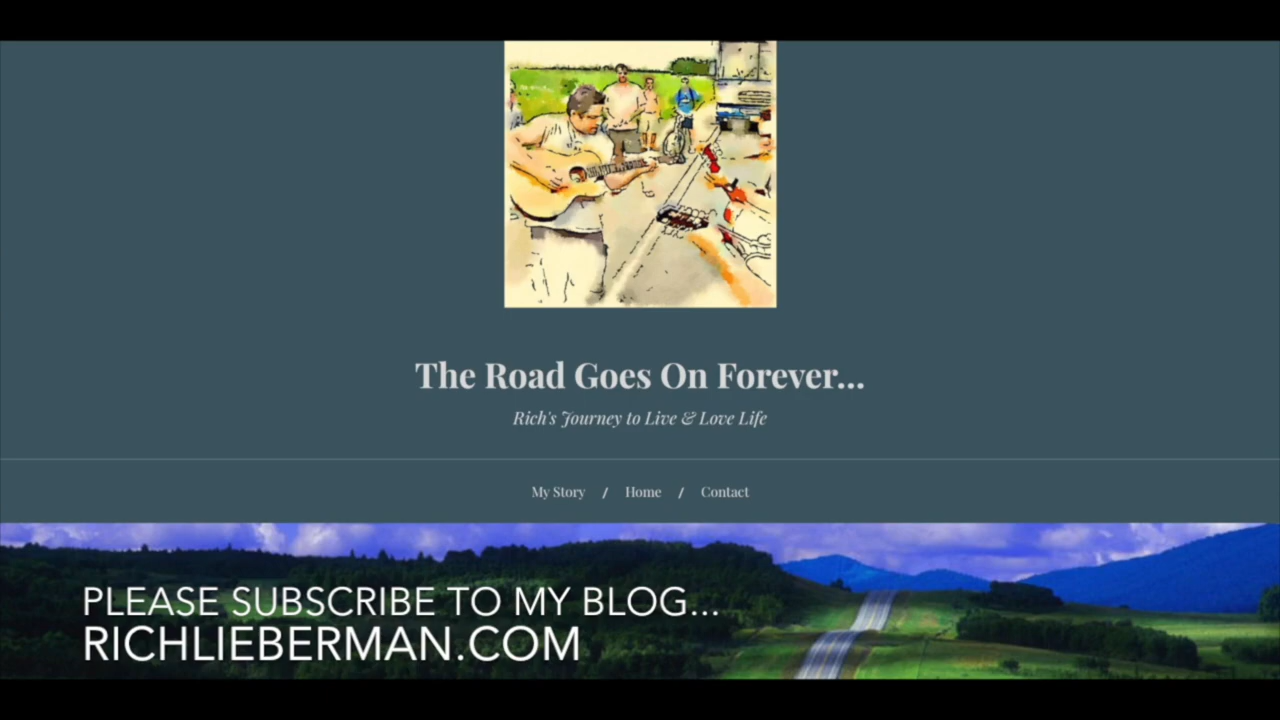 The Road Goes On Forever...
Rich's Journey to Live & Love Life
My Story / Home / Contact
PLEASE SUBSCRIBE TO MY BLOG...
RICHLIEBERMAN.COM